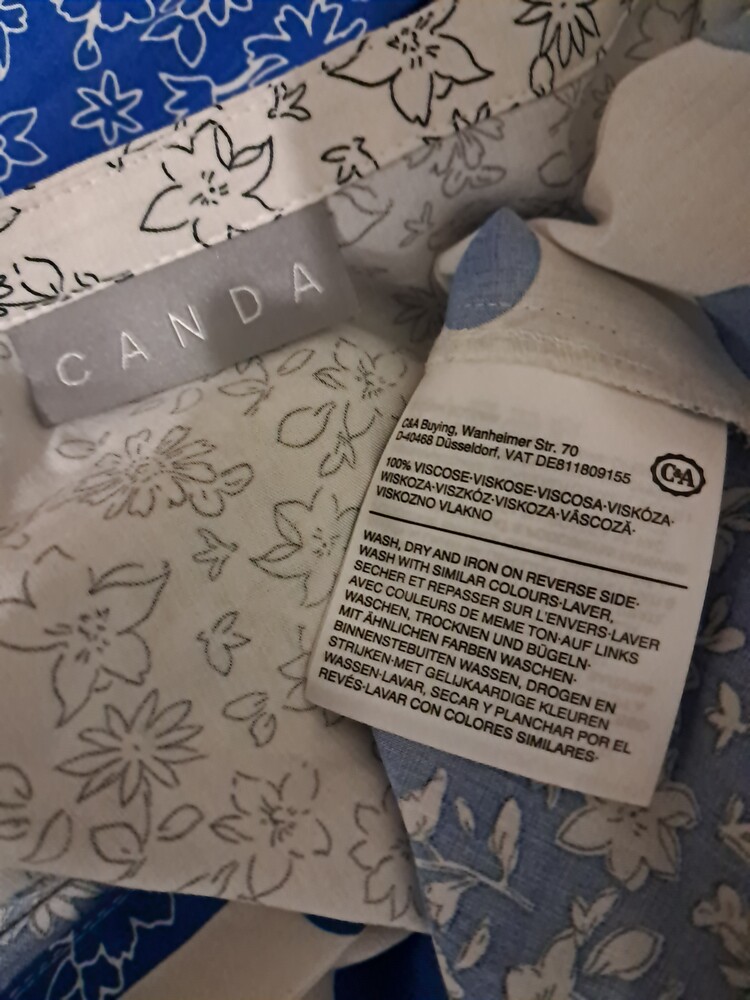 CANDA
C&A Buying, Wanheimer Str. 70
D-40468 Düsseldorf, VAT DE811809155
C&A
100% VISCOSE·VISKOSE·VISCOSA·VISKÓZA·
WISKOZA·VISZKÓZ·VISKOZA·VÂSCOZĂ·
VISKOZNO VLAKNO
WASH, DRY AND IRON ON REVERSE SIDE·
WASH WITH SIMILAR COLOURS·LAVER,
SECHER ET REPASSER SUR L'ENVERS·LAVER
AVEC COULEURS DE MEME TON·AUF LINKS
WASCHEN, TROCKNEN UND BÜGELN·
MIT ÄHNLICHEN FARBEN WASCHEN·
BINNENSTEBUITEN WASSEN, DROGEN EN
STRIJKEN·MET GELIJKAARDIGE KLEUREN
WASSEN·LAVAR, SECAR Y PLANCHAR POR EL
REVÉS·LAVAR CON COLORES SIMILARES·